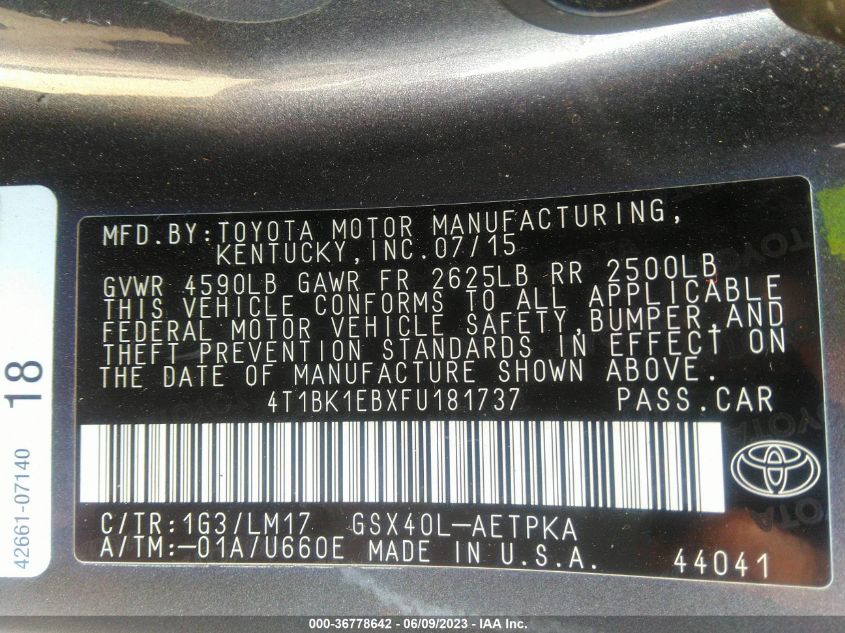 MFD.BY: TOYOTA MOTOR MANUFACTURING,
KENTUCKY, INC. 07/15
GVWR 4590LB GAWR FR 2625LB RR 2500LB
THIS VEHICLE CONFORMS TO ALL APPLICABLE
FEDERAL MOTOR VEHICLE SAFETY, BUMPER, AND
THEFT PREVENTION STANDARDS IN EFFECT ON
THE DATE OF MANUFACTURE SHOWN ABOVE.
4T1BK1EBXFU181737 PASS.CAR
C/TR: 1G3/LM17 GSX40L-AETPKA
A/TM:-01A/U660E MADE IN U.S.A. 44041
18
42661-07140
TOYOTA
000-36778642 - 06/09/2023 - IAA Inc.